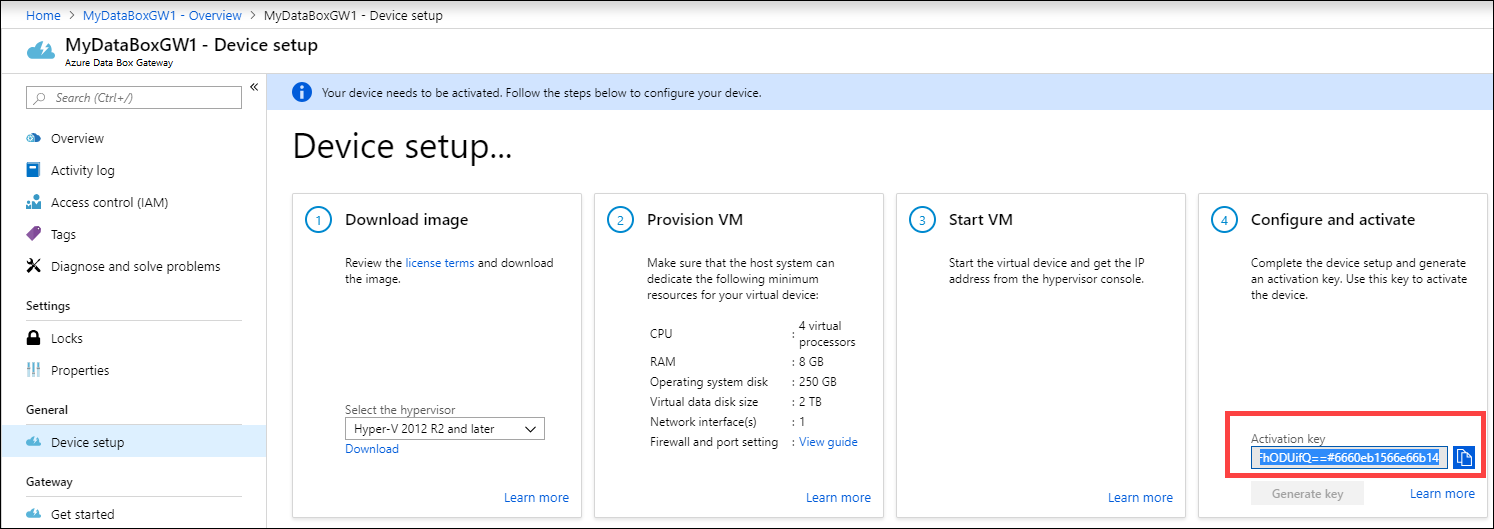 Home > MyDataBoxGW1 - Overview > MyDataBoxGW1 - Device setup
MyDataBoxGW1 - Device setup
Azure Data Box Gateway
Search (Ctrl+/)
«
Overview
Activity log
Access control (IAM)
Tags
Diagnose and solve problems
Settings
Locks
Properties
General
Device setup
Gateway
Get started
Your device needs to be activated. Follow the steps below to configure your device.
Device setup...
1 Download image
Review the license terms and download
the image.
Select the hypervisor
Hyper-V 2012 R2 and later
Download
Learn more
2 Provision VM
Make sure that the host system can
dedicate the following minimum
resources for your virtual device:
CPU : 4 virtual
processors
RAM : 8 GB
Operating system disk : 250 GB
Virtual data disk size : 2 TB
Network interface(s) : 1
Firewall and port setting : View guide
Learn more
3 Start VM
Start the virtual device and get the IP
address from the hypervisor console.
Learn more
4 Configure and activate
Complete the device setup and generate
an activation key. Use this key to activate
the device.
Activation key
hODUifQ==#6660eb1566e66b14
Generate key
Learn more